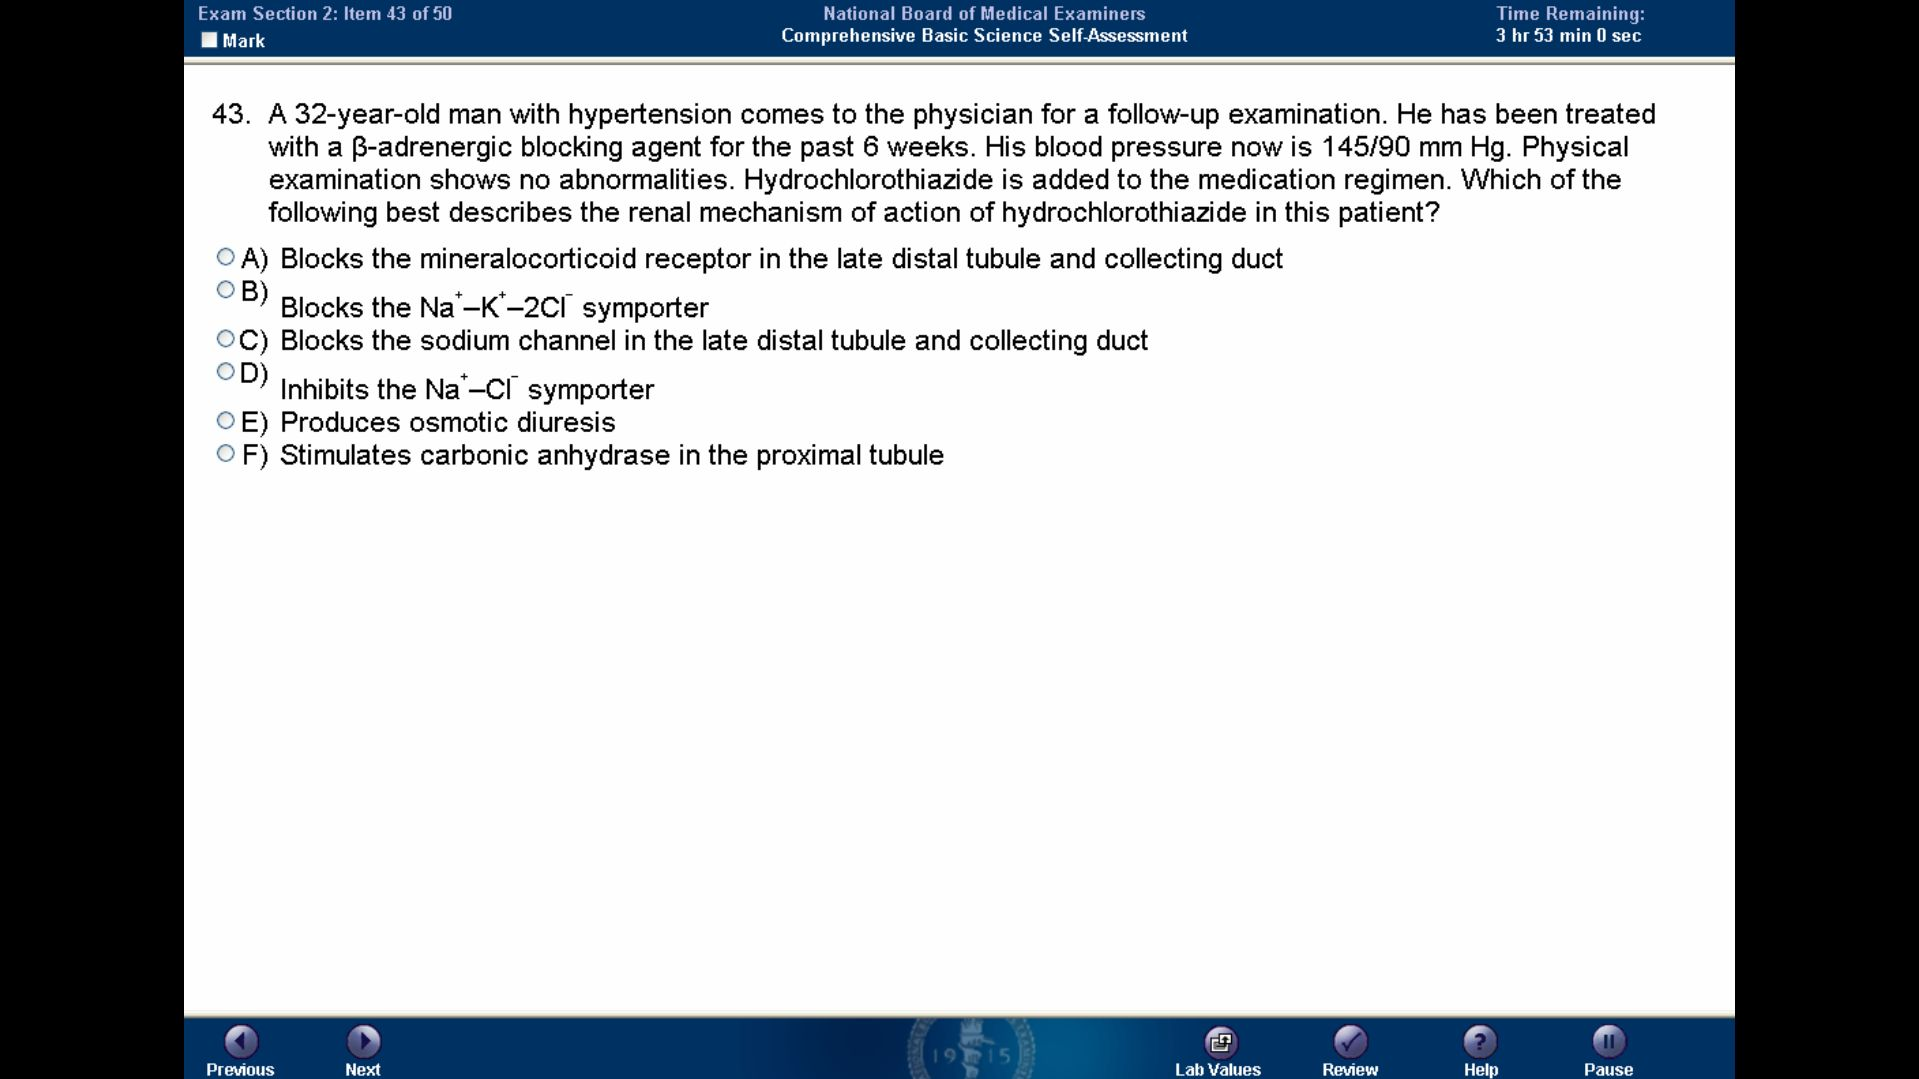 Exam Section 2: Item 43 of 50
National Board of Medical Examiners
Time Remaining:
Mark
Comprehensive Basic Science Self-Assessment
3 hr 53 min 0 sec
43. A 32-year-old man with hypertension comes to the physician for a follow-up examination. He has been treated
with a β-adrenergic blocking agent for the past 6 weeks. His blood pressure now is 145/90 mm Hg. Physical
examination shows no abnormalities. Hydrochlorothiazide is added to the medication regimen. Which of the
following best describes the renal mechanism of action of hydrochlorothiazide in this patient?
A) Blocks the mineralocorticoid receptor in the late distal tubule and collecting duct
B) Blocks the Na⁺–K⁺–2Cl⁻ symporter
C) Blocks the sodium channel in the late distal tubule and collecting duct
D) Inhibits the Na⁺–Cl⁻ symporter
E) Produces osmotic diuresis
F) Stimulates carbonic anhydrase in the proximal tubule
1915
Previous
Next
Lab Values
Review
Help
Pause